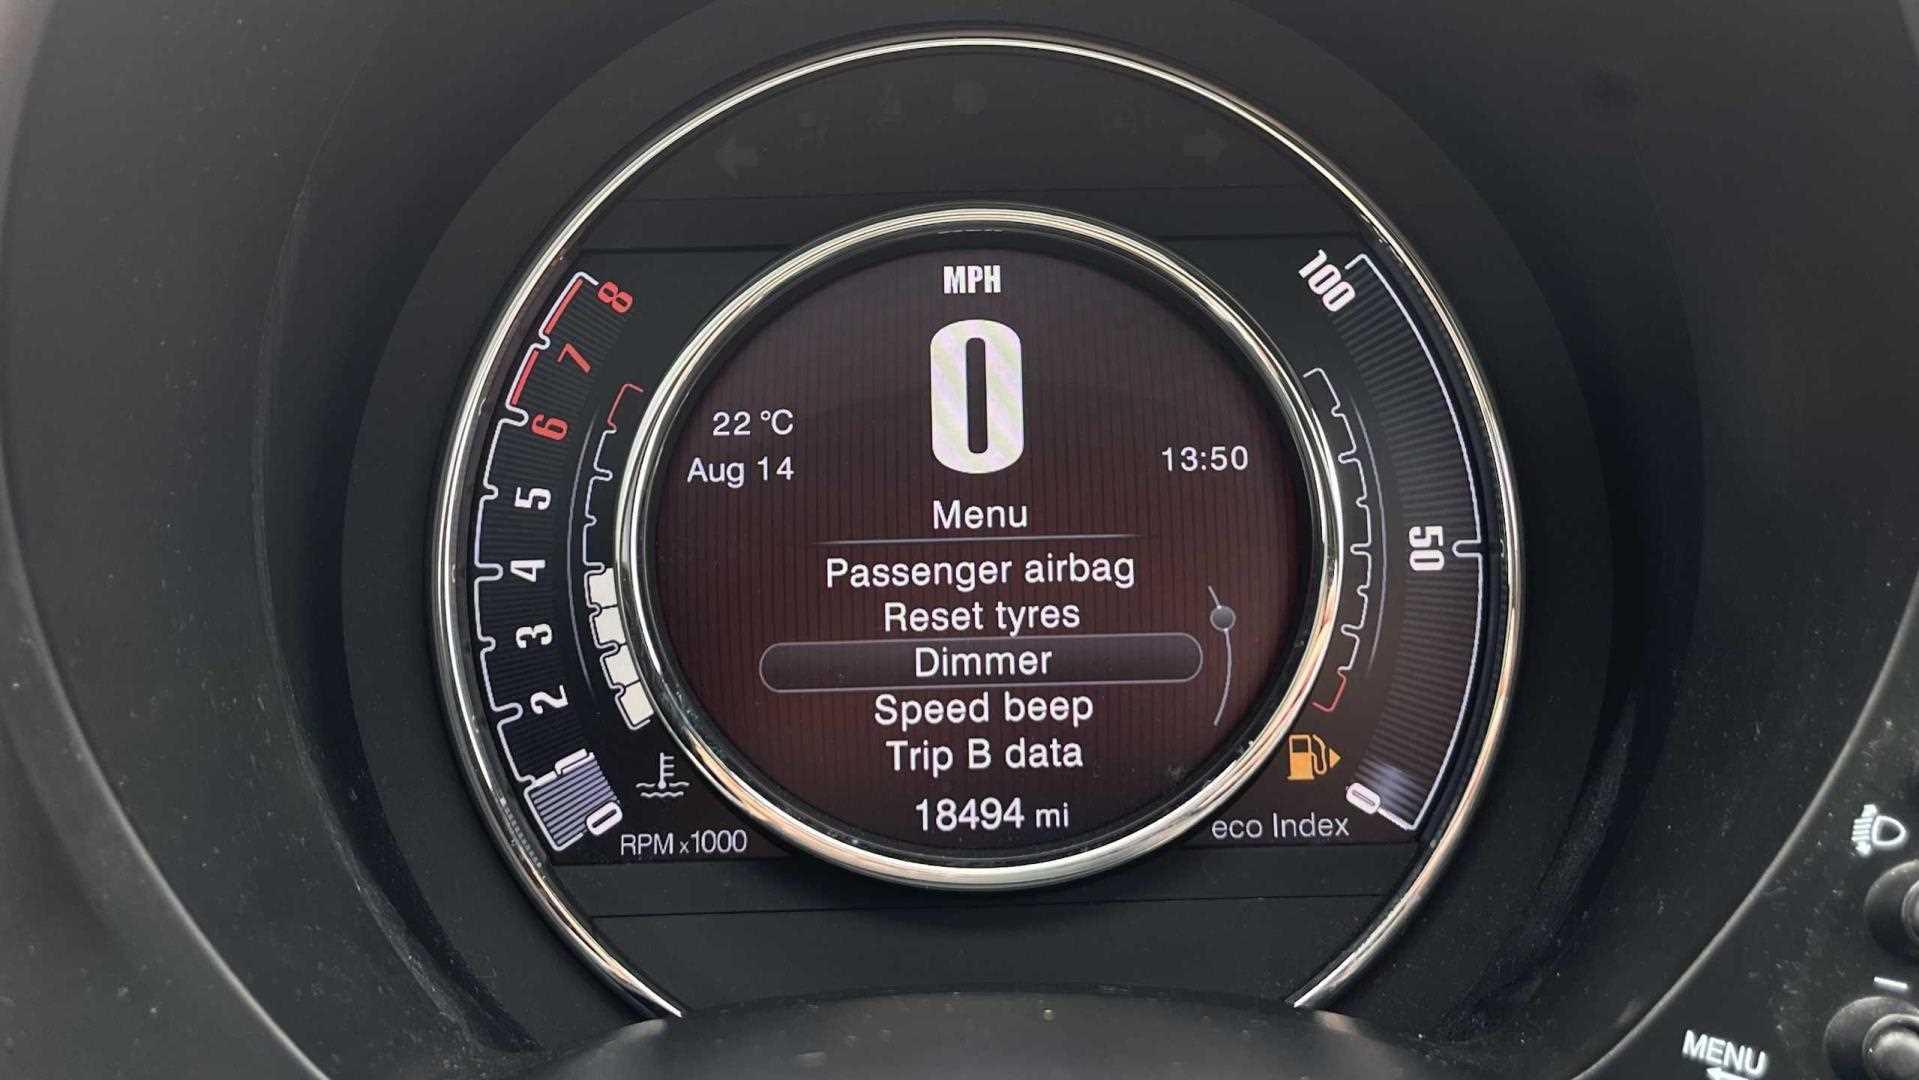 MPH
0
22 °C
Aug 14
13:50
Menu
Passenger airbag
Reset tyres
Dimmer
Speed beep
Trip B data
18494 mi
8
7
6
5
4
3
2
1
0
RPM x1000
100
50
0
eco Index
MENU